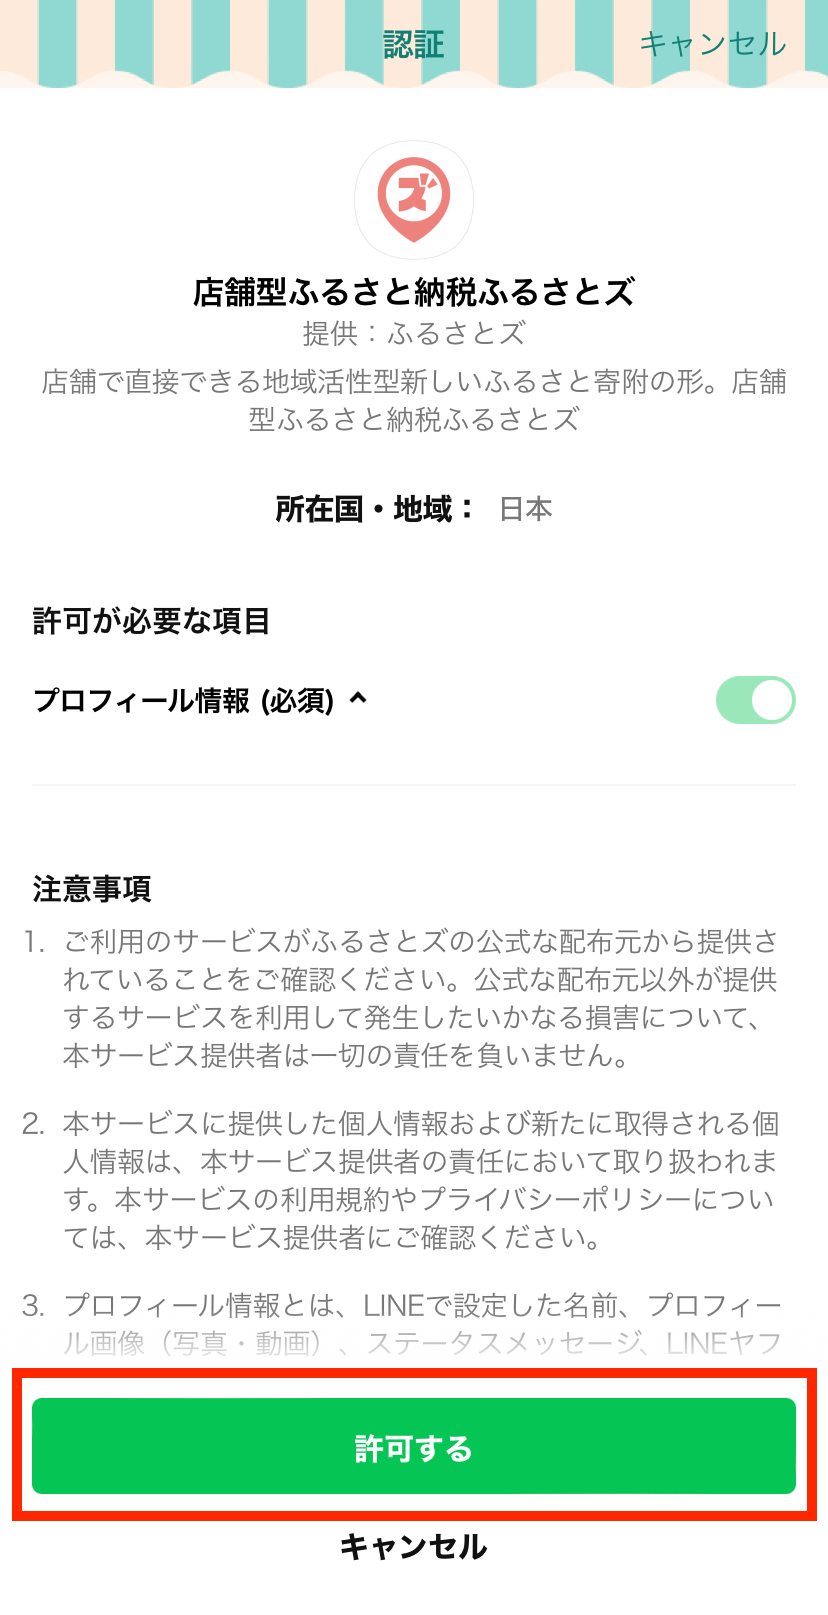 認証
キャンセル
ズ
店舗型ふるさと納税ふるさとズ
提供：ふるさとズ
店舗で直接できる地域活性型新しいふるさと寄附の形。店舗
型ふるさと納税ふるさとズ
所在国・地域： 日本
許可が必要な項目
プロフィール情報 (必須)
注意事項
1. ご利用のサービスがふるさとズの公式な配布元から提供さ
れていることをご確認ください。公式な配布元以外が提供
するサービスを利用して発生したいかなる損害について、
本サービス提供者は一切の責任を負いません。
2. 本サービスに提供した個人情報および新たに取得される個
人情報は、本サービス提供者の責任において取り扱われま
す。本サービスの利用規約やプライバシーポリシーについ
ては、本サービス提供者にご確認ください。
3. プロフィール情報とは、LINEで設定した名前、プロフィー
ル画像（写真・動画）、ステータスメッセージ、LINEヤフ
許可する
キャンセル